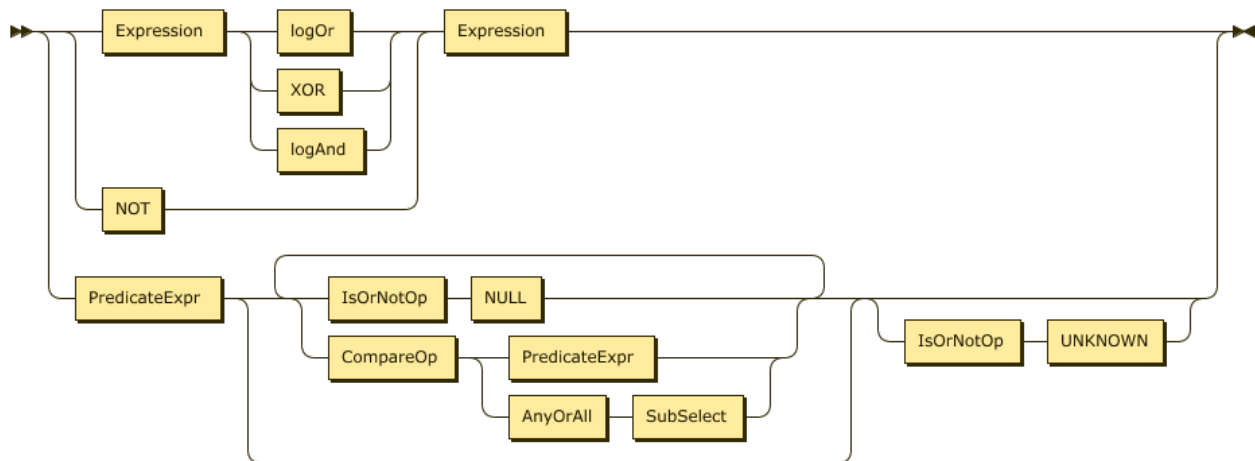 Expression logOr Expression
XOR
logAnd
NOT
PredicateExpr IsOrNotOp NULL
IsOrNotOp UNKNOWN
CompareOp PredicateExpr
AnyOrAll SubSelect